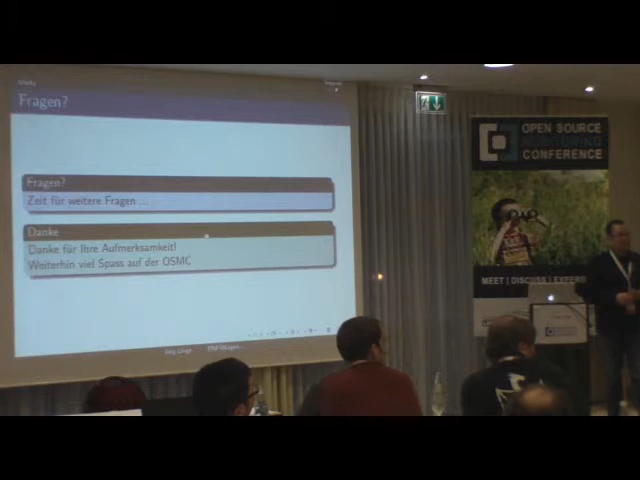 Fragen?
Fragen?
Zeit für weitere Fragen ...
Danke
Danke für Ihre Aufmerksamkeit!
Weiterhin viel Spass auf der OSMC
OPEN SOURCE
MONITORING
CONFERENCE
MEET | DISCUSS |